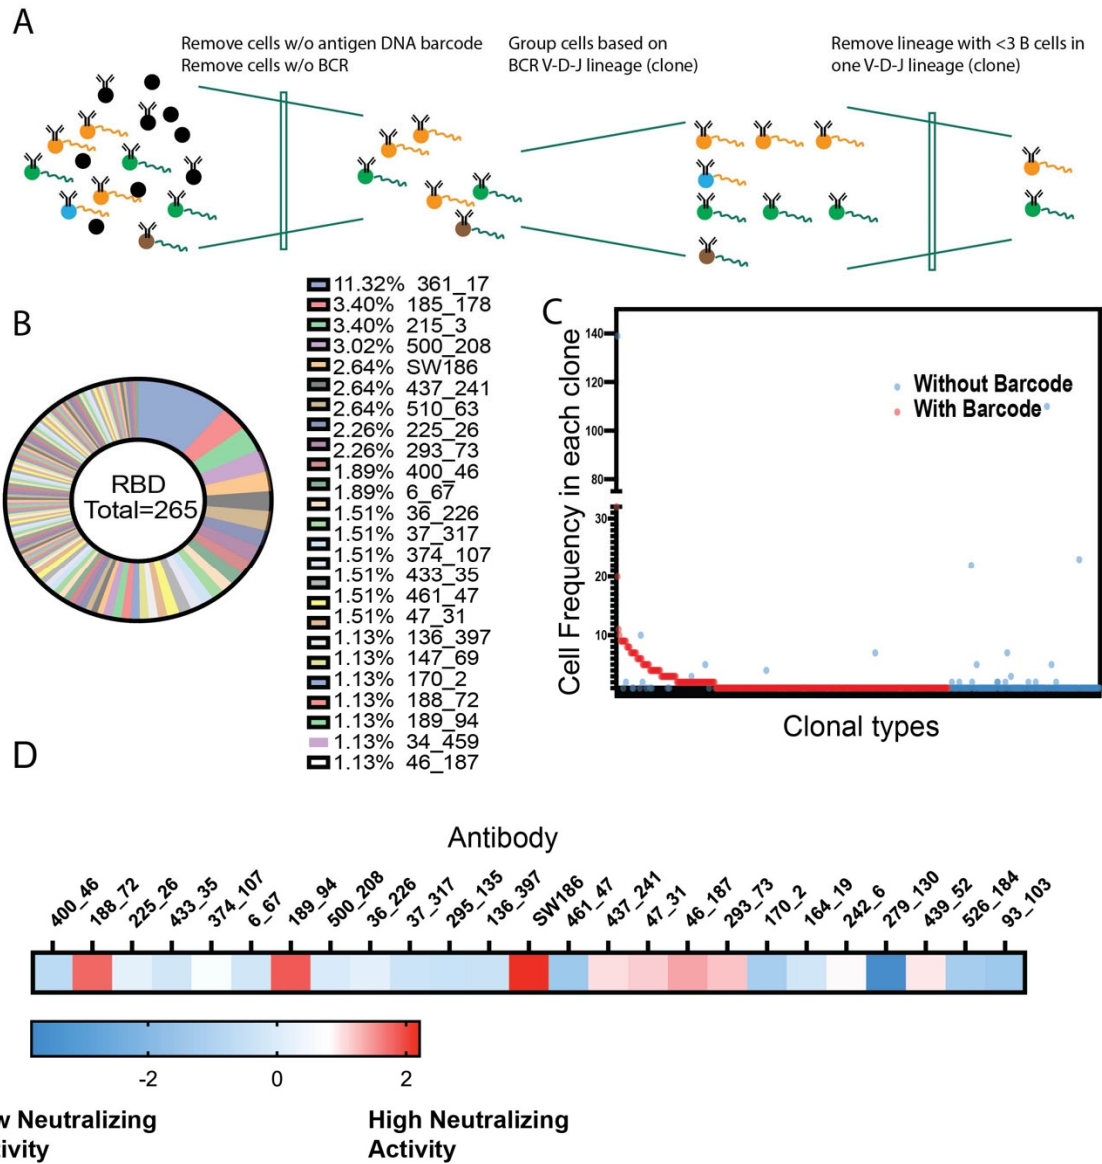 A
Remove cells w/o antigen DNA barcode
Remove cells w/o BCR
Group cells based on
BCR V-D-J lineage (clone)
Remove lineage with <3 B cells in
one V-D-J lineage (clone)
B
RBD
Total=265
11.32% 361_17
3.40% 185_178
3.40% 215_3
3.02% 500_208
2.64% SW186
2.64% 437_241
2.64% 510_63
2.26% 225_26
2.26% 293_73
1.89% 400_46
1.89% 6_67
1.51% 36_226
1.51% 37_317
1.51% 374_107
1.51% 433_35
1.51% 461_47
1.51% 47_31
1.13% 136_397
1.13% 147_69
1.13% 170_2
1.13% 188_72
1.13% 189_94
1.13% 34_459
1.13% 46_187
C
Cell Frequency in each clone
140
120
100
80
30
20
10
Without Barcode
With Barcode
Clonal types
D
Antibody
400_46
188_72
225_26
433_35
374_107
6_67
189_94
500_208
36_226
37_317
295_135
136_397
SW186
461_47
437_241
47_31
46_187
293_73
170_2
164_19
242_6
279_130
439_52
526_184
93_103
-2
0
2
w Neutralizing
tivity
High Neutralizing
Activity